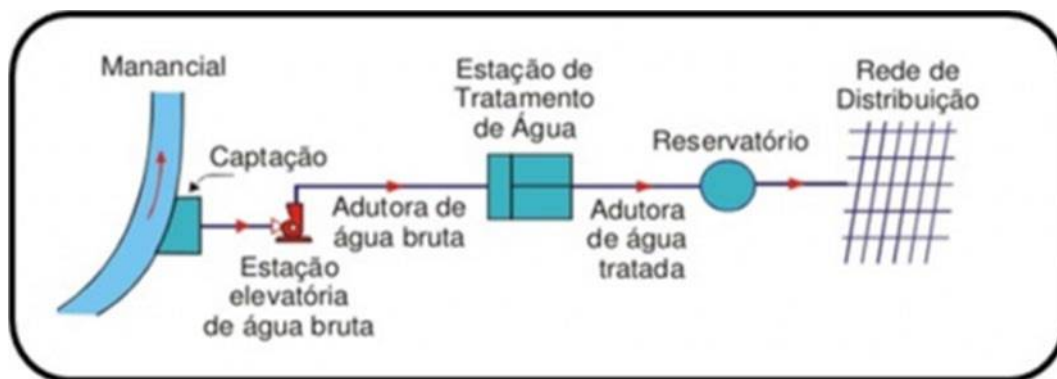 Manancial
Captação
Estação
elevatória
de água bruta
Adutora de
água bruta
Estação de
Tratamento
de Água
Adutora
de água
tratada
Reservatório
Rede de
Distribuição